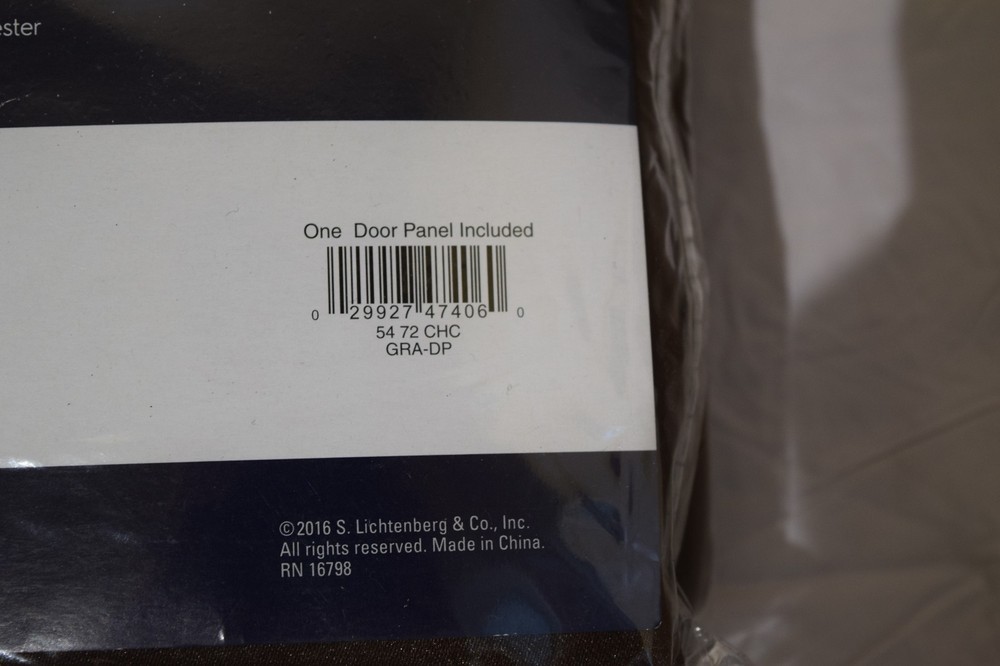 One Door Panel Included
0 29927 47406 0
54 72 CHC
GRA-DP
©2016 S. Lichtenberg & Co., Inc.
All rights reserved. Made in China.
RN 16798